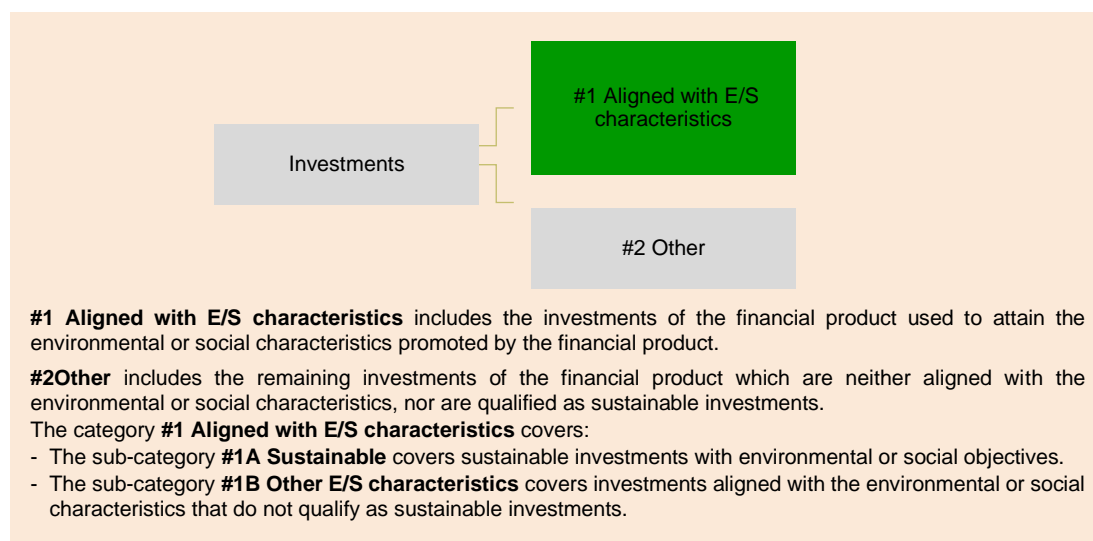 #1 Aligned with E/S
characteristics
Investments
#2 Other
#1 Aligned with E/S characteristics includes the investments of the financial product used to attain the
environmental or social characteristics promoted by the financial product.
#2Other includes the remaining investments of the financial product which are neither aligned with the
environmental or social characteristics, nor are qualified as sustainable investments.
The category #1 Aligned with E/S characteristics covers:
- The sub-category #1A Sustainable covers sustainable investments with environmental or social objectives.
- The sub-category #1B Other E/S characteristics covers investments aligned with the environmental or social
characteristics that do not qualify as sustainable investments.